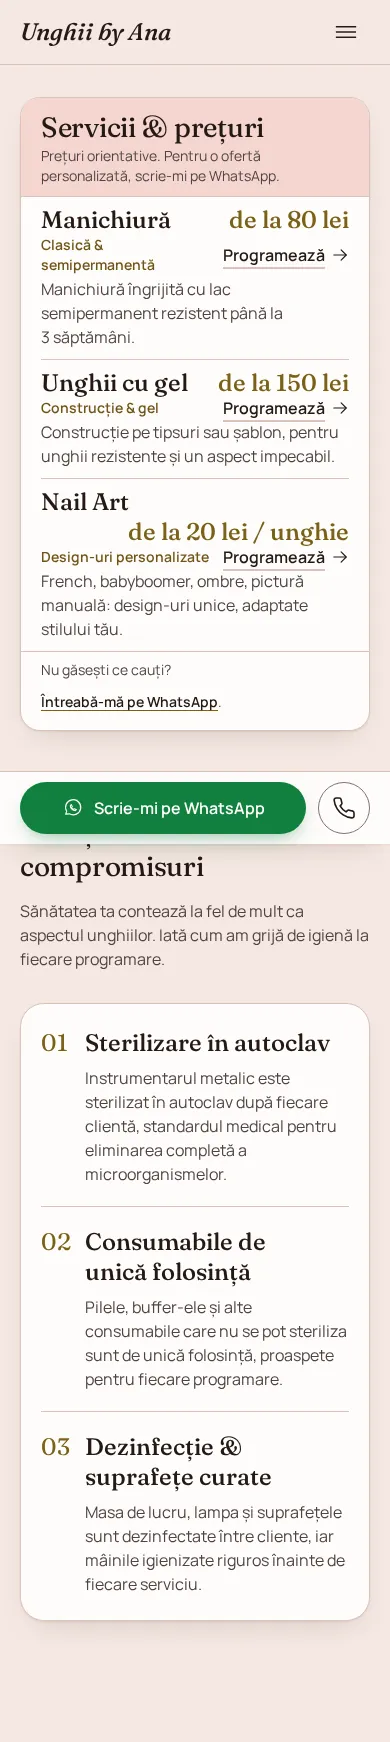 Unghii by Ana
Servicii & prețuri
Prețuri orientative. Pentru o ofertă
personalizată, scrie-mi pe WhatsApp.
Manichiură de la 80 lei
Clasică &
semipermanentă
Programează →
Manichiură îngrijită cu lac
semipermanent rezistent până la
3 săptămâni.
Unghii cu gel de la 150 lei
Construcție & gel Programează →
Construcție pe tipsuri sau șablon, pentru
unghii rezistente și un aspect impecabil.
Nail Art
de la 20 lei / unghie
Design-uri personalizate Programează →
French, babyboomer, ombre, pictură
manuală: design-uri unice, adaptate
stilului tău.
Nu găsești ce cauți?
Întreabă-mă pe WhatsApp.
Scrie-mi pe WhatsApp
compromisuri
Sănătatea ta contează la fel de mult ca
aspectul unghiilor. Iată cum am grijă de igienă la
fiecare programare.
01 Sterilizare în autoclav
Instrumentarul metalic este
sterilizat în autoclav după fiecare
clientă, standardul medical pentru
eliminarea completă a
microorganismelor.
02 Consumabile de
unică folosință
Pilele, buffer-ele și alte
consumabile care nu se pot steriliza
sunt de unică folosință, proaspete
pentru fiecare programare.
03 Dezinfecție &
suprafețe curate
Masa de lucru, lampa și suprafețele
sunt dezinfectate între cliente, iar
mâinile igienizate riguros înainte de
fiecare serviciu.